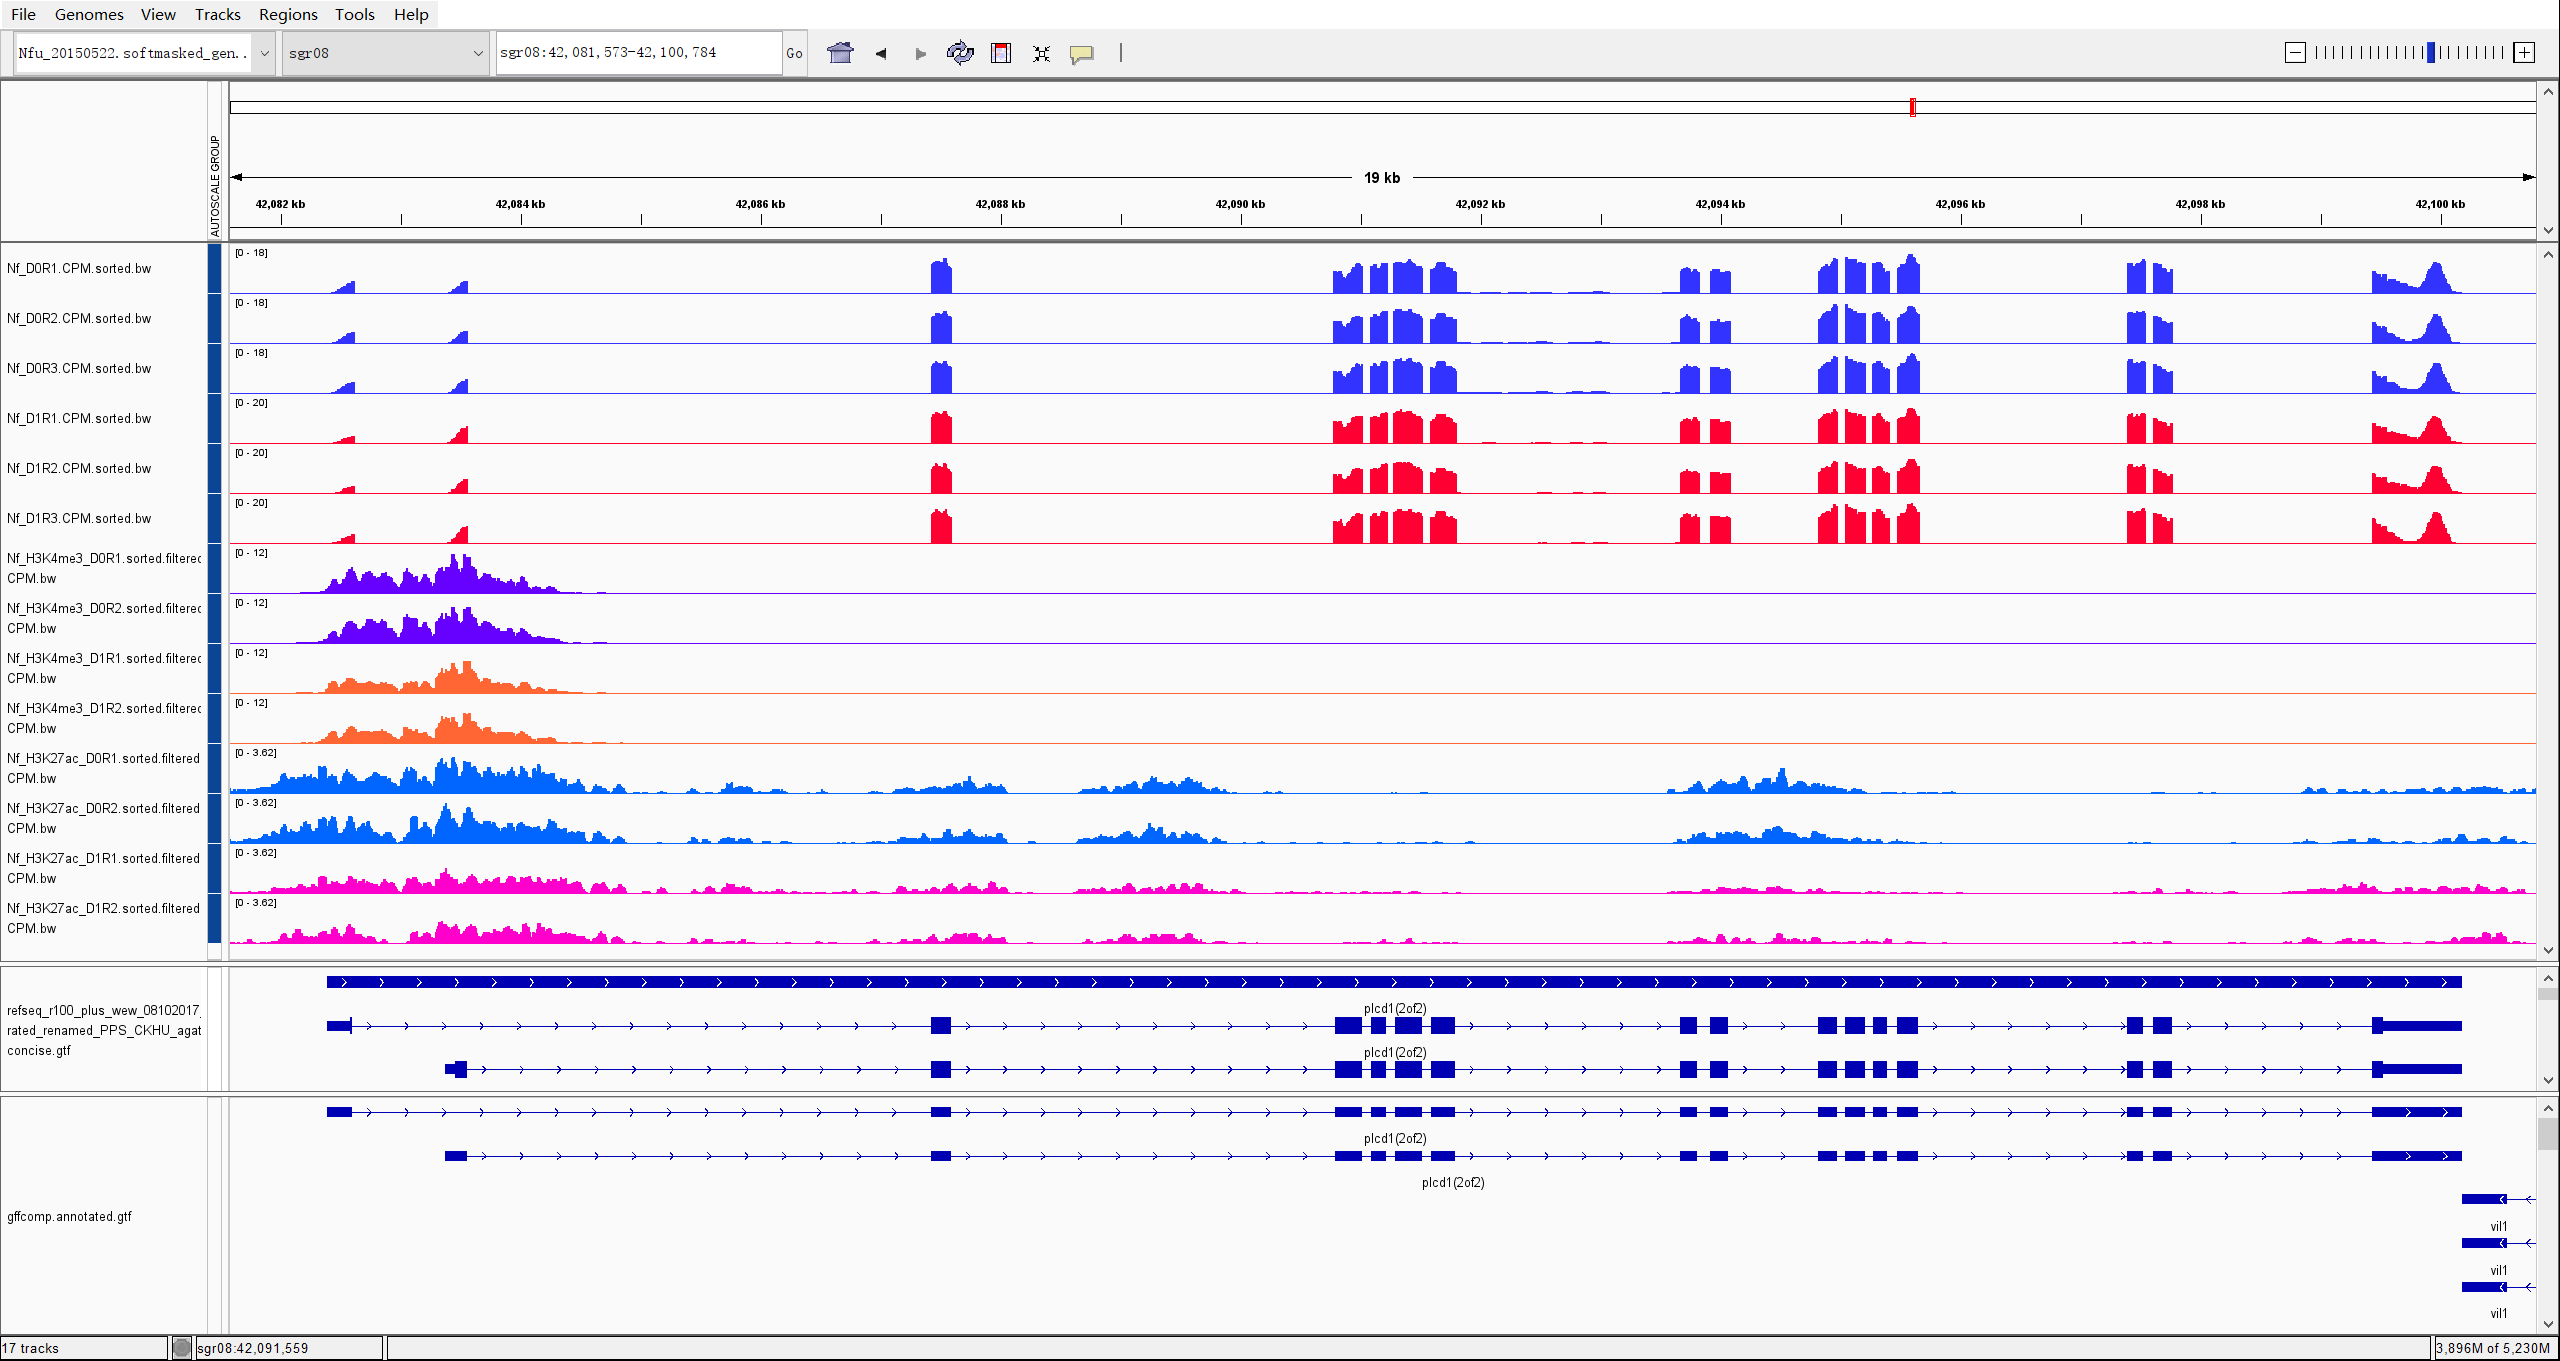 File Genomes View Tracks Regions Tools Help
Nfu_20150522.softmasked_gen.. sgr08 sgr08:42,081,573-42,100,784 Go
AUTOSCALE GROUP
19 kb
42,082 kb 42,084 kb 42,086 kb 42,088 kb 42,090 kb 42,092 kb 42,094 kb 42,096 kb 42,098 kb 42,100 kb
[0 - 18]
Nf_D0R1.CPM.sorted.bw
[0 - 18]
Nf_D0R2.CPM.sorted.bw
[0 - 18]
Nf_D0R3.CPM.sorted.bw
[0 - 20]
Nf_D1R1.CPM.sorted.bw
[0 - 20]
Nf_D1R2.CPM.sorted.bw
[0 - 20]
Nf_D1R3.CPM.sorted.bw
[0 - 12]
Nf_H3K4me3_D0R1.sorted.filterec
CPM.bw
[0 - 12]
Nf_H3K4me3_D0R2.sorted.filterec
CPM.bw
[0 - 12]
Nf_H3K4me3_D1R1.sorted.filterec
CPM.bw
[0 - 12]
Nf_H3K4me3_D1R2.sorted.filterec
CPM.bw
[0 - 3.62]
Nf_H3K27ac_D0R1.sorted.filtered
CPM.bw
[0 - 3.62]
Nf_H3K27ac_D0R2.sorted.filtered
CPM.bw
[0 - 3.62]
Nf_H3K27ac_D1R1.sorted.filtered
CPM.bw
[0 - 3.62]
Nf_H3K27ac_D1R2.sorted.filtered
CPM.bw
refseq_r100_plus_wew_08102017_
rated_renamed_PPS_CKHU_agat
concise.gtf
plcd1(2of2)
plcd1(2of2)
plcd1(2of2)
plcd1(2of2)
gffcomp.annotated.gtf
vil1
vil1
vil1
17 tracks sgr08:42,091,559 3,896M of 5,230M